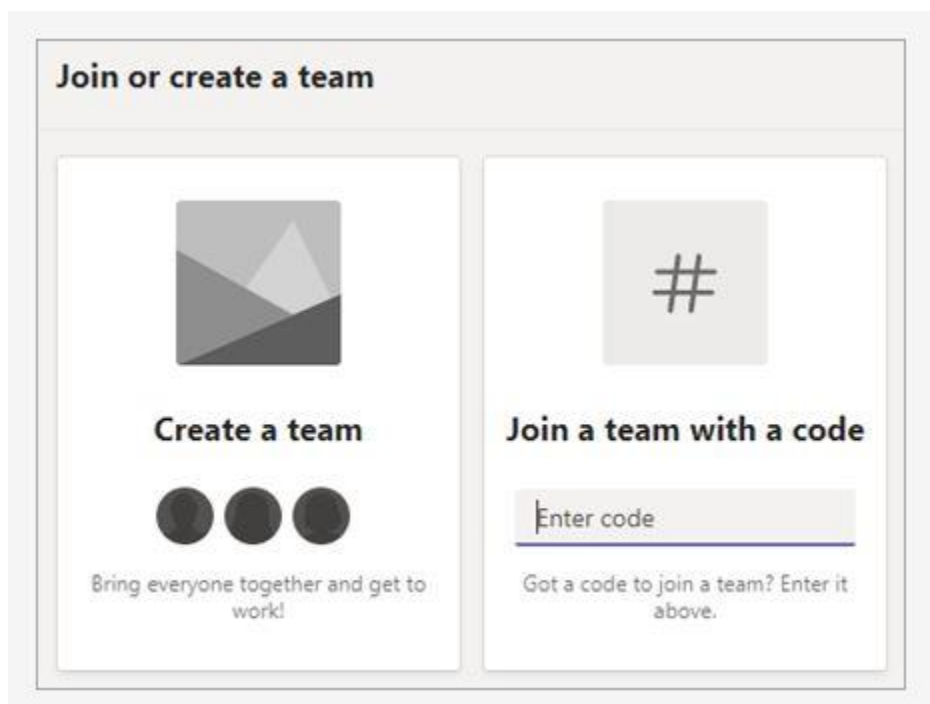 Join or create a team
Create a team
Bring everyone together and get to
work!
#
Join a team with a code
Enter code
Got a code to join a team? Enter it
above.